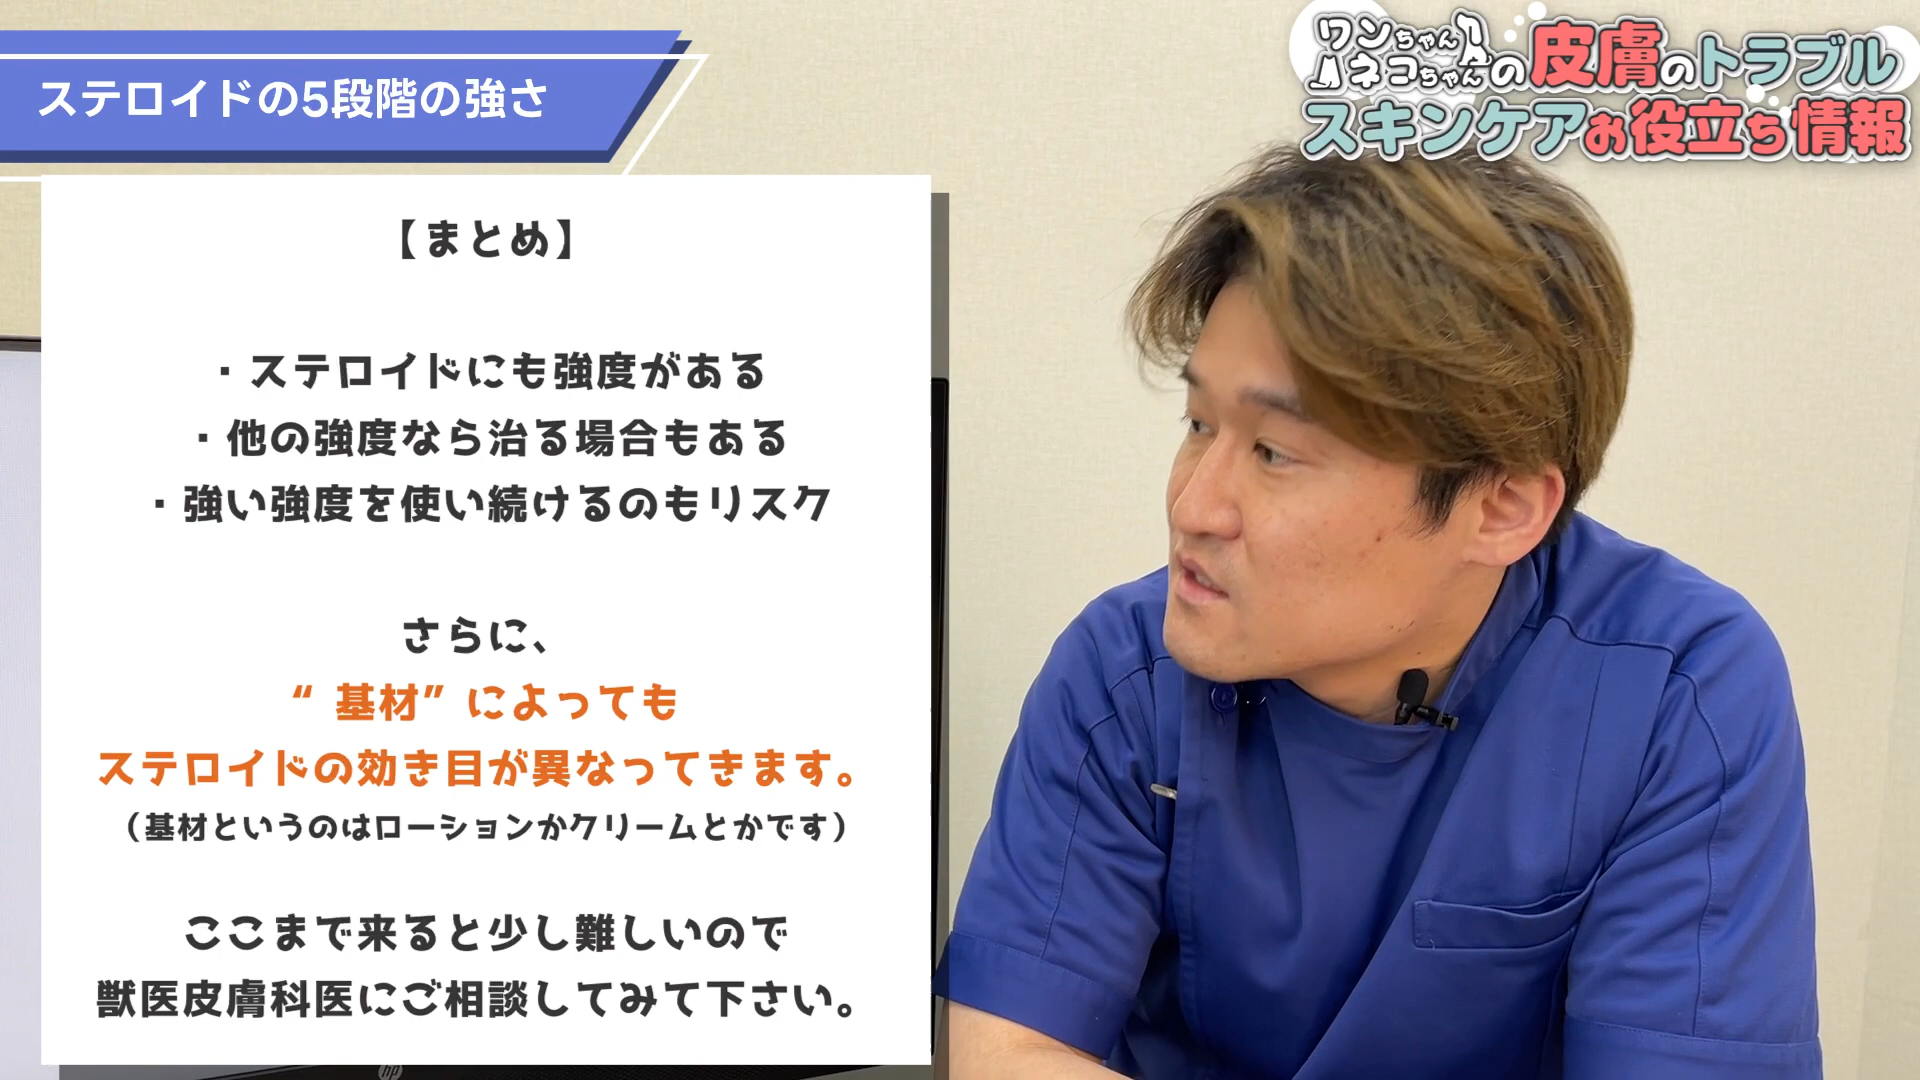 ステロイドの5段階の強さ
ワンちゃん
ネコちゃんの皮膚のトラブル
スキンケアお役立ち情報
【まとめ】
・ステロイドにも強度がある
・他の強度なら治る場合もある
・強い強度を使い続けるのもリスク
さらに、
“ 基材” によっても
ステロイドの効き目が異なってきます。
（基材というのはローションかクリームとかです）
ここまで来ると少し難しいので
獣医皮膚科医にご相談してみて下さい。
hp